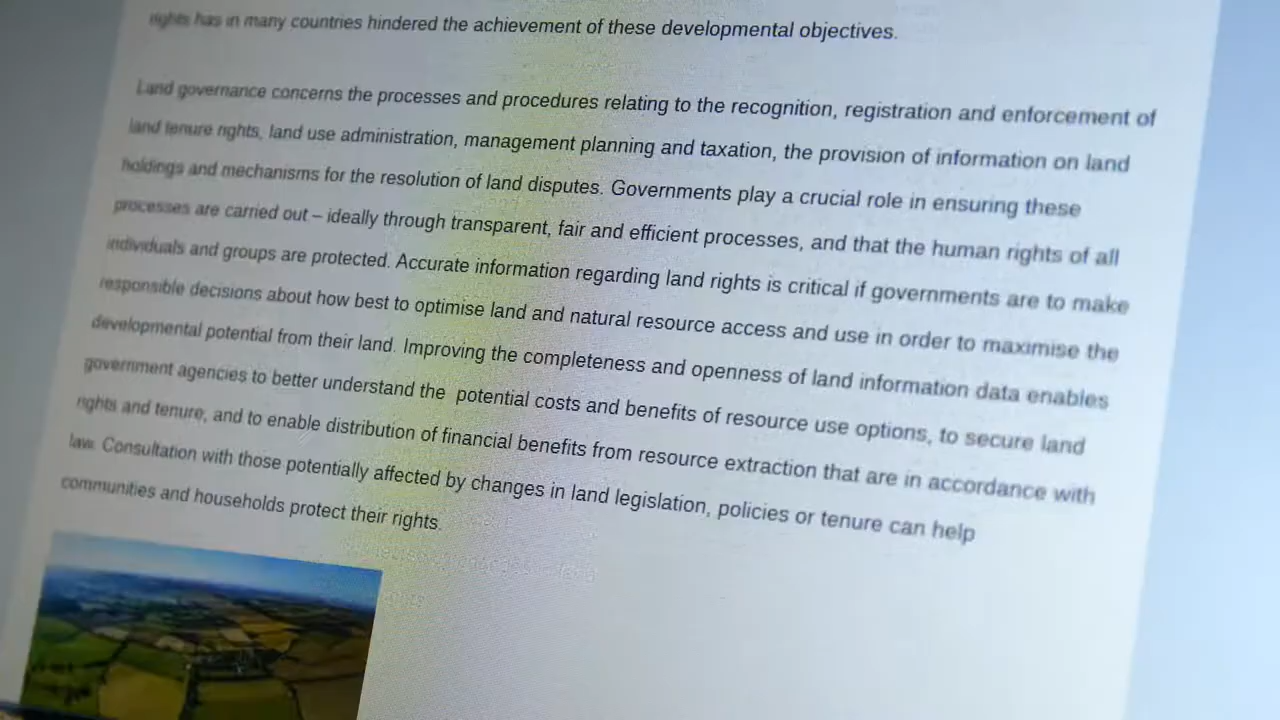 rights has in many countries hindered the achievement of these developmental objectives.
Land governance concerns the processes and procedures relating to the recognition, registration and enforcement of
land tenure rights, land use administration, management planning and taxation, the provision of information on land
holdings and mechanisms for the resolution of land disputes. Governments play a crucial role in ensuring these
processes are carried out – ideally through transparent, fair and efficient processes, and that the human rights of all
individuals and groups are protected. Accurate information regarding land rights is critical if governments are to make
responsible decisions about how best to optimise land and natural resource access and use in order to maximise the
developmental potential from their land. Improving the completeness and openness of land information data enables
government agencies to better understand the  potential costs and benefits of resource use options, to secure land
rights and tenure, and to enable distribution of financial benefits from resource extraction that are in accordance with
law. Consultation with those potentially affected by changes in land legislation, policies or tenure can help
communities and households protect their rights.